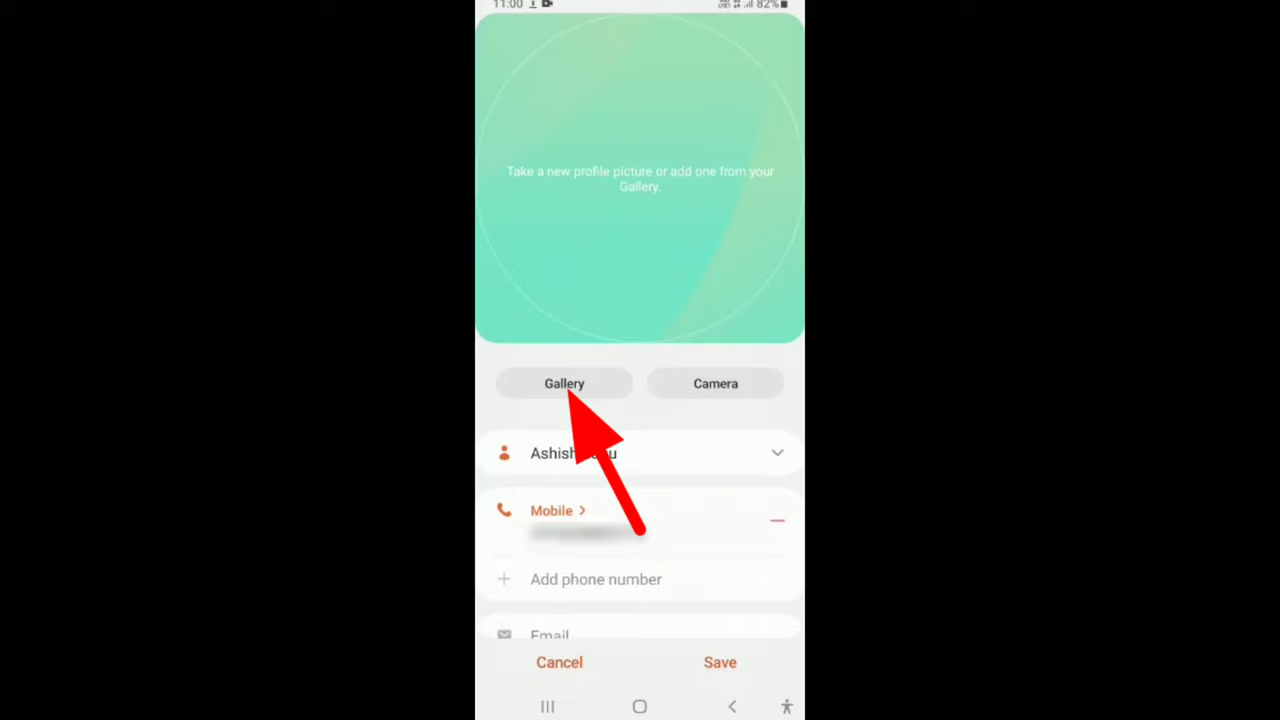 11:00 82%
Take a new profile picture or add one from your
Gallery.
Gallery Camera
Ashish
Mobile >
Add phone number
Email
Cancel Save